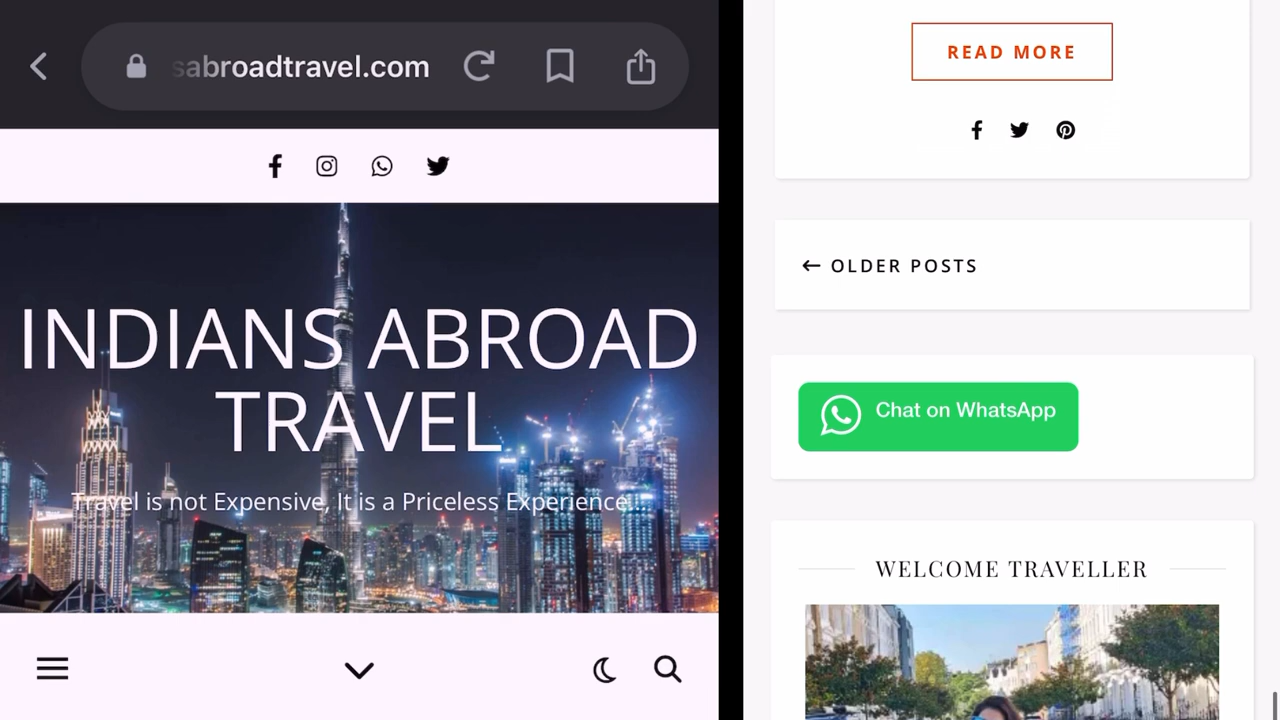 sabroadtravel.com
INDIANS ABROAD
TRAVEL
Travel is not Expensive, It is a Priceless Experience....
READ MORE
← OLDER POSTS
Chat on WhatsApp
WELCOME TRAVELLER